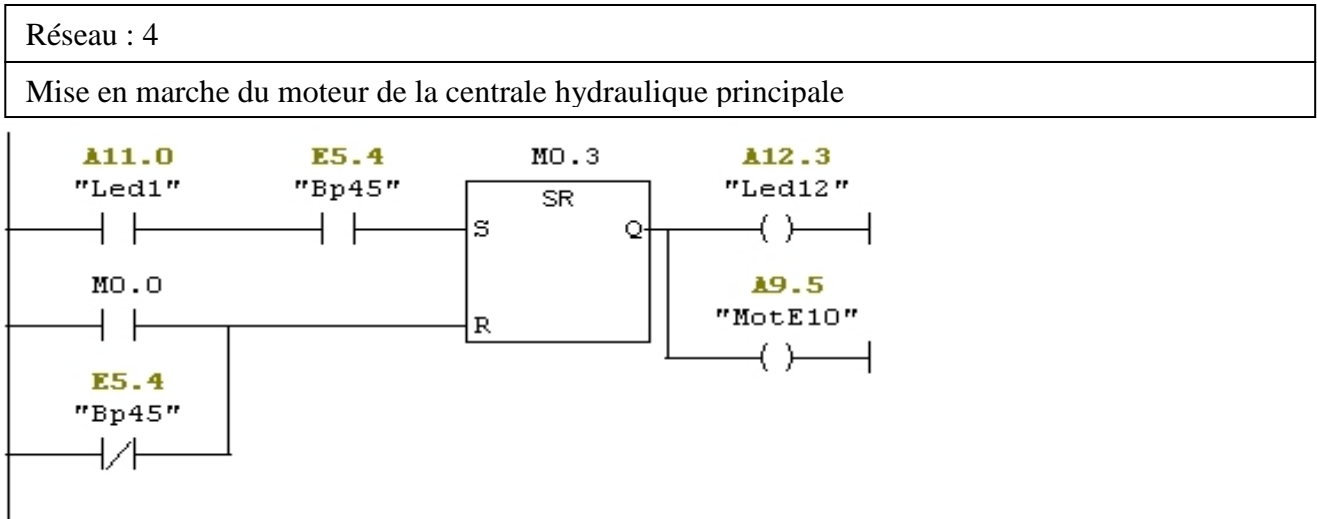 Réseau : 4
Mise en marche du moteur de la centrale hydraulique principale
A11.0 E5.4 M0.3 A12.3
"Led1" "Bp45" SR "Led12"
S Q
M0.0 A9.5
"MotE10"
R
E5.4
"Bp45"